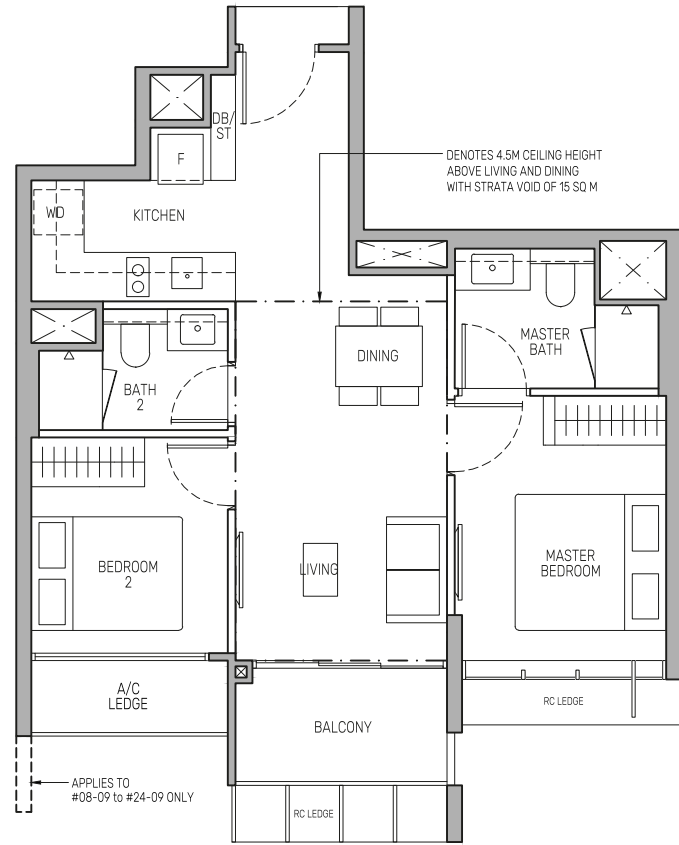 DB/
ST
F
DENOTES 4.5M CEILING HEIGHT
ABOVE LIVING AND DINING
WITH STRATA VOID OF 15 SQ M
WD
KITCHEN
DINING
MASTER
BATH
BATH
2
BEDROOM
2
LIVING
MASTER
BEDROOM
A/C
LEDGE
RC LEDGE
BALCONY
APPLIES TO
#08-09 to #24-09 ONLY
RC LEDGE